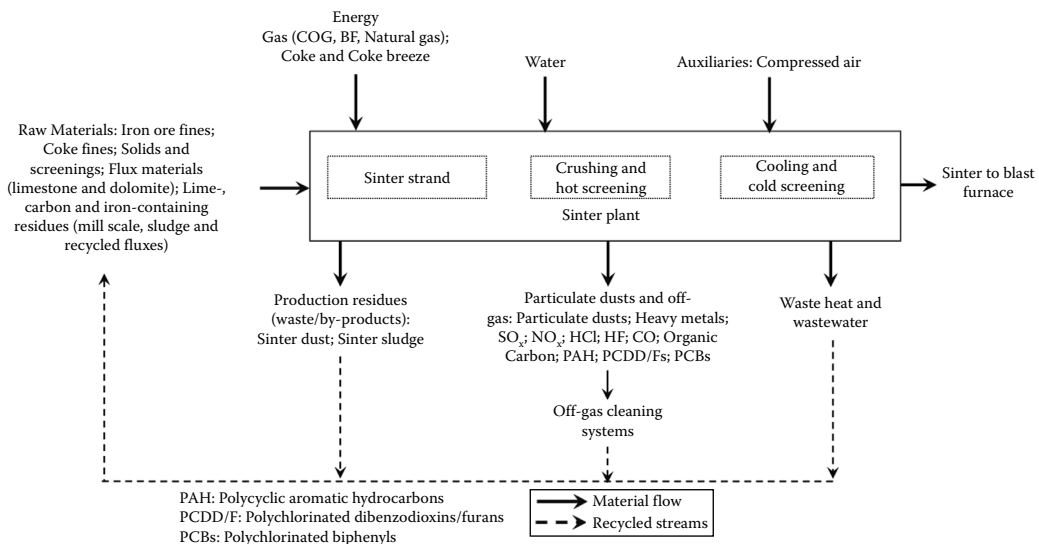 Energy
Gas (COG, BF, Natural gas);
Coke and Coke breeze
Water
Auxiliaries: Compressed air
Raw Materials: Iron ore fines;
Coke fines; Solids and
screenings; Flux materials
(limestone and dolomite); Lime-,
carbon and iron-containing
residues (mill scale, sludge and
recycled fluxes)
Sinter strand
Crushing and
hot screening
Cooling and
cold screening
Sinter plant
Sinter to blast
furnace
Production residues
(waste/by-products):
Sinter dust; Sinter sludge
Particulate dusts and off-
gas: Particulate dusts; Heavy metals;
SOx; NOx; HCl; HF; CO; Organic
Carbon; PAH; PCDD/Fs; PCBs
Waste heat and
wastewater
Off-gas cleaning
systems
PAH: Polycyclic aromatic hydrocarbons
PCDD/F: Polychlorinated dibenzodioxins/furans
PCBs: Polychlorinated biphenyls
Material flow
Recycled streams